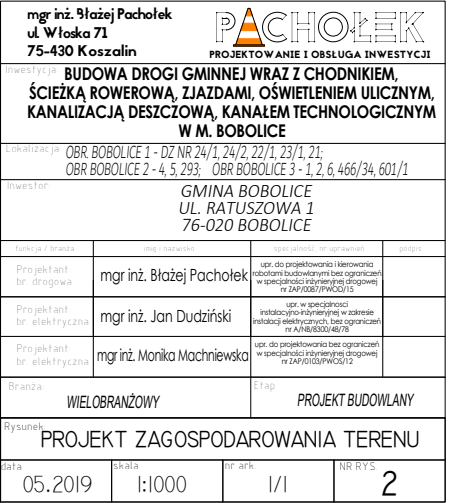 mgr inż. Błażej Pachołek
ul. Włoska 71
75-430 Koszalin
PACHOŁEK
PROJEKTOWANIE I OBSŁUGA INWESTYCJI
Inwestycja
BUDOWA DROGI GMINNEJ WRAZ Z CHODNIKIEM,
ŚCIEŻKĄ ROWEROWĄ, ZJAZDAMI, OŚWIETLENIEM ULICZNYM,
KANALIZACJĄ DESZCZOWĄ, KANAŁEM TECHNOLOGICZNYM
W M. BOBOLICE
Lokalizacja
OBR. BOBOLICE 1 - DZ NR 24/1, 24/2, 22/1, 23/1, 21;
OBR BOBOLICE 2 - 4, 5, 293; OBR BOBOLICE 3 - 1, 2, 6, 466/34, 601/1
Inwestor:
GMINA BOBOLICE
UL. RATUSZOWA 1
76-020 BOBOLICE
funkcja / branża imię i nazwisko specjalność, nr uprawnień podpis
Projektant
br. drogowa
mgr inż. Błażej Pachołek
upr. do projektowania i kierowania
robotami budowlanymi bez ograniczeń
w specjalności inżynieryjnej drogowej
nr ZAP/0087/PWOD/15
Projektant
br. elektryczna
mgr inż. Jan Dudziński
upr. w specjalnosci
instalacyjno-inżynieryjnej w zakresie
instalacji elektrycznych, bez ograniczeń
nr A/NB/8300/48/78
Projektant
br. elektryczna
mgr inż. Monika Machniewska
upr. do projektowania bez ograniczeń
w specjalności inżynieryjnej drogowej
nr ZAP/0103/PWOS/12
Branża
WIELOBRANŻOWY
Etap
PROJEKT BUDOWLANY
Rysunek
PROJEKT ZAGOSPODAROWANIA TERENU
data skala nr ark. NR RYS.
05.2019 1:1000 1/1 2